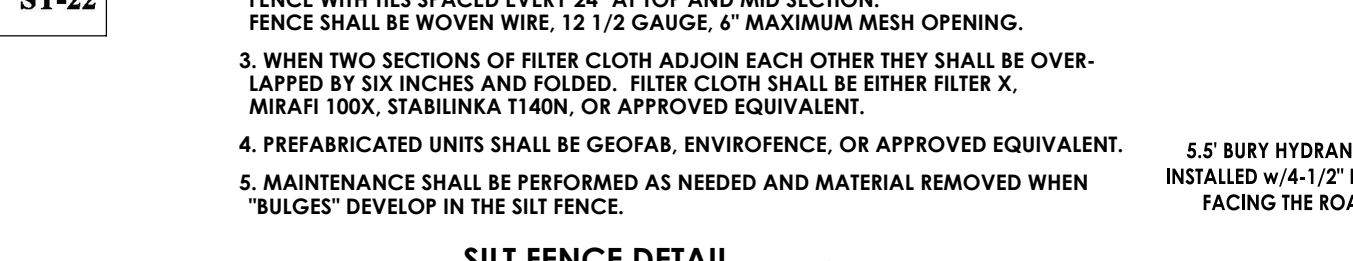 ST-22
FENCE WITH TIES SPACED EVERY 24" AT TOP AND MID SECTION.
FENCE SHALL BE WOVEN WIRE, 12 1/2 GAUGE, 6" MAXIMUM MESH OPENING.
3. WHEN TWO SECTIONS OF FILTER CLOTH ADJOIN EACH OTHER THEY SHALL BE OVER-
LAPPED BY SIX INCHES AND FOLDED. FILTER CLOTH SHALL BE EITHER FILTER X,
MIRAFI 100X, STABILINKA T140N, OR APPROVED EQUIVALENT.
4. PREFABRICATED UNITS SHALL BE GEOFAB, ENVIROFENCE, OR APPROVED EQUIVALENT.
5. MAINTENANCE SHALL BE PERFORMED AS NEEDED AND MATERIAL REMOVED WHEN
"BULGES" DEVELOP IN THE SILT FENCE.
SILT FENCE DETAIL
5.5' BURY HYDRAN
INSTALLED w/4-1/2"
FACING THE ROA